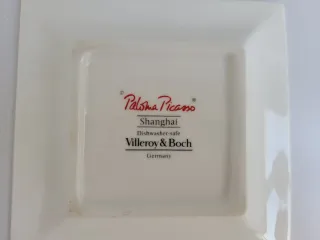 Paloma Picasso
Shanghai
Dishwasher-safe
Villeroy & Boch
Germany